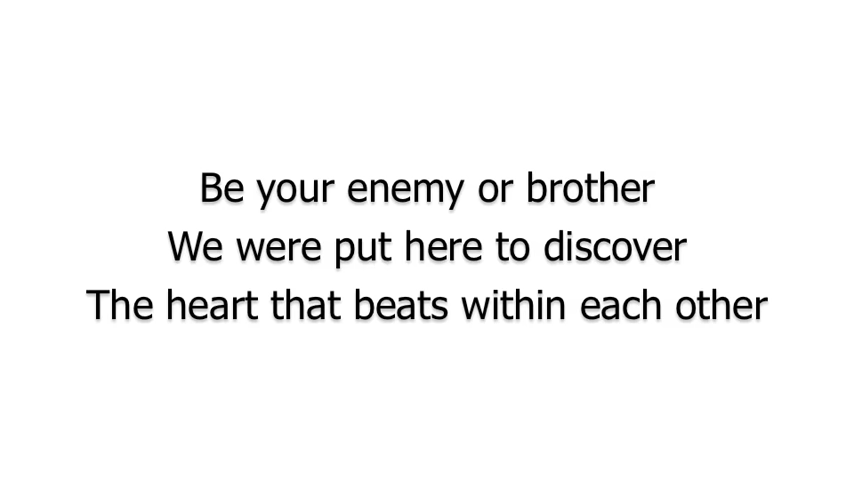 Be your enemy or brother
We were put here to discover
The heart that beats within each other